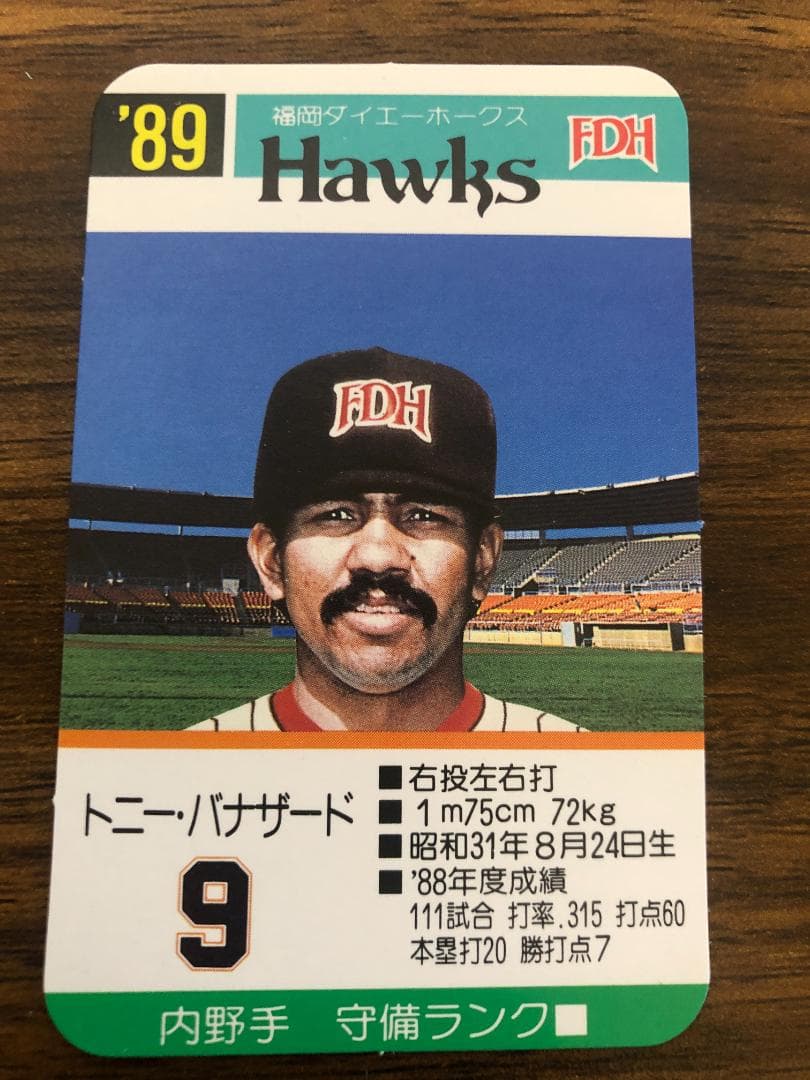 '89
福岡ダイエーホークス
Hawks
FDH
FDH
トニー・バナザード
9
■右投左右打
■1m75cm 72kg
■昭和31年8月24日生
■'88年度成績
111試合 打率.315 打点60
本塁打20 勝打点7
内野手 守備ランク■